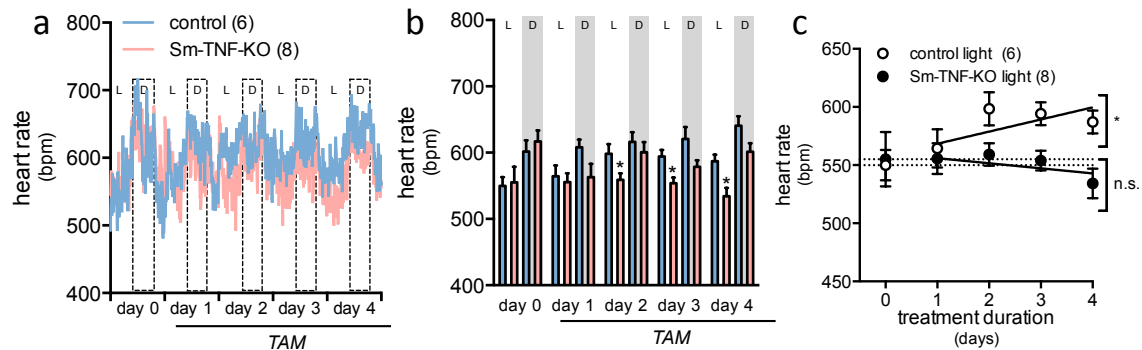 a
control (6)
Sm-TNF-KO (8)
800
700
600
500
400
heart rate
(bpm)
L D L D L D L D L D
day 0 day 1 day 2 day 3 day 4
TAM
b
800
700
600
500
400
heart rate
(bpm)
L D L D L D L D L D
* * *
day 0 day 1 day 2 day 3 day 4
TAM
c
control light (6)
Sm-TNF-KO light (8)
650
600
550
500
450
heart rate
(bpm)
*
n.s.
0 1 2 3 4
treatment duration
(days)